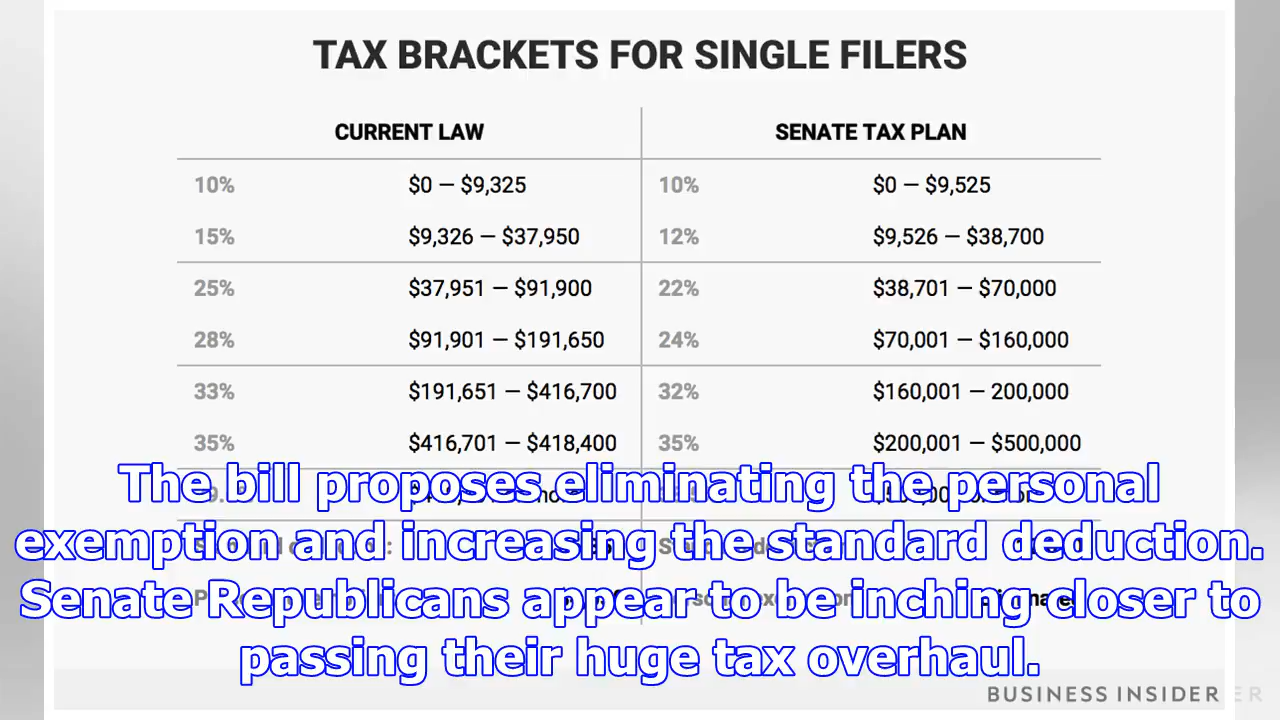 TAX BRACKETS FOR SINGLE FILERS
CURRENT LAW SENATE TAX PLAN
10% $0 — $9,325 10% $0 — $9,525
15% $9,326 — $37,950 12% $9,526 — $38,700
25% $37,951 — $91,900 22% $38,701 — $70,000
28% $91,901 — $191,650 24% $70,001 — $160,000
33% $191,651 — $416,700 32% $160,001 — 200,000
35% $416,701 — $418,400 35% $200,001 — $500,000
The bill proposes eliminating the personal
exemption and increasing the standard deduction.
Senate Republicans appear to be inching closer to
passing their huge tax overhaul.
BUSINESS INSIDER